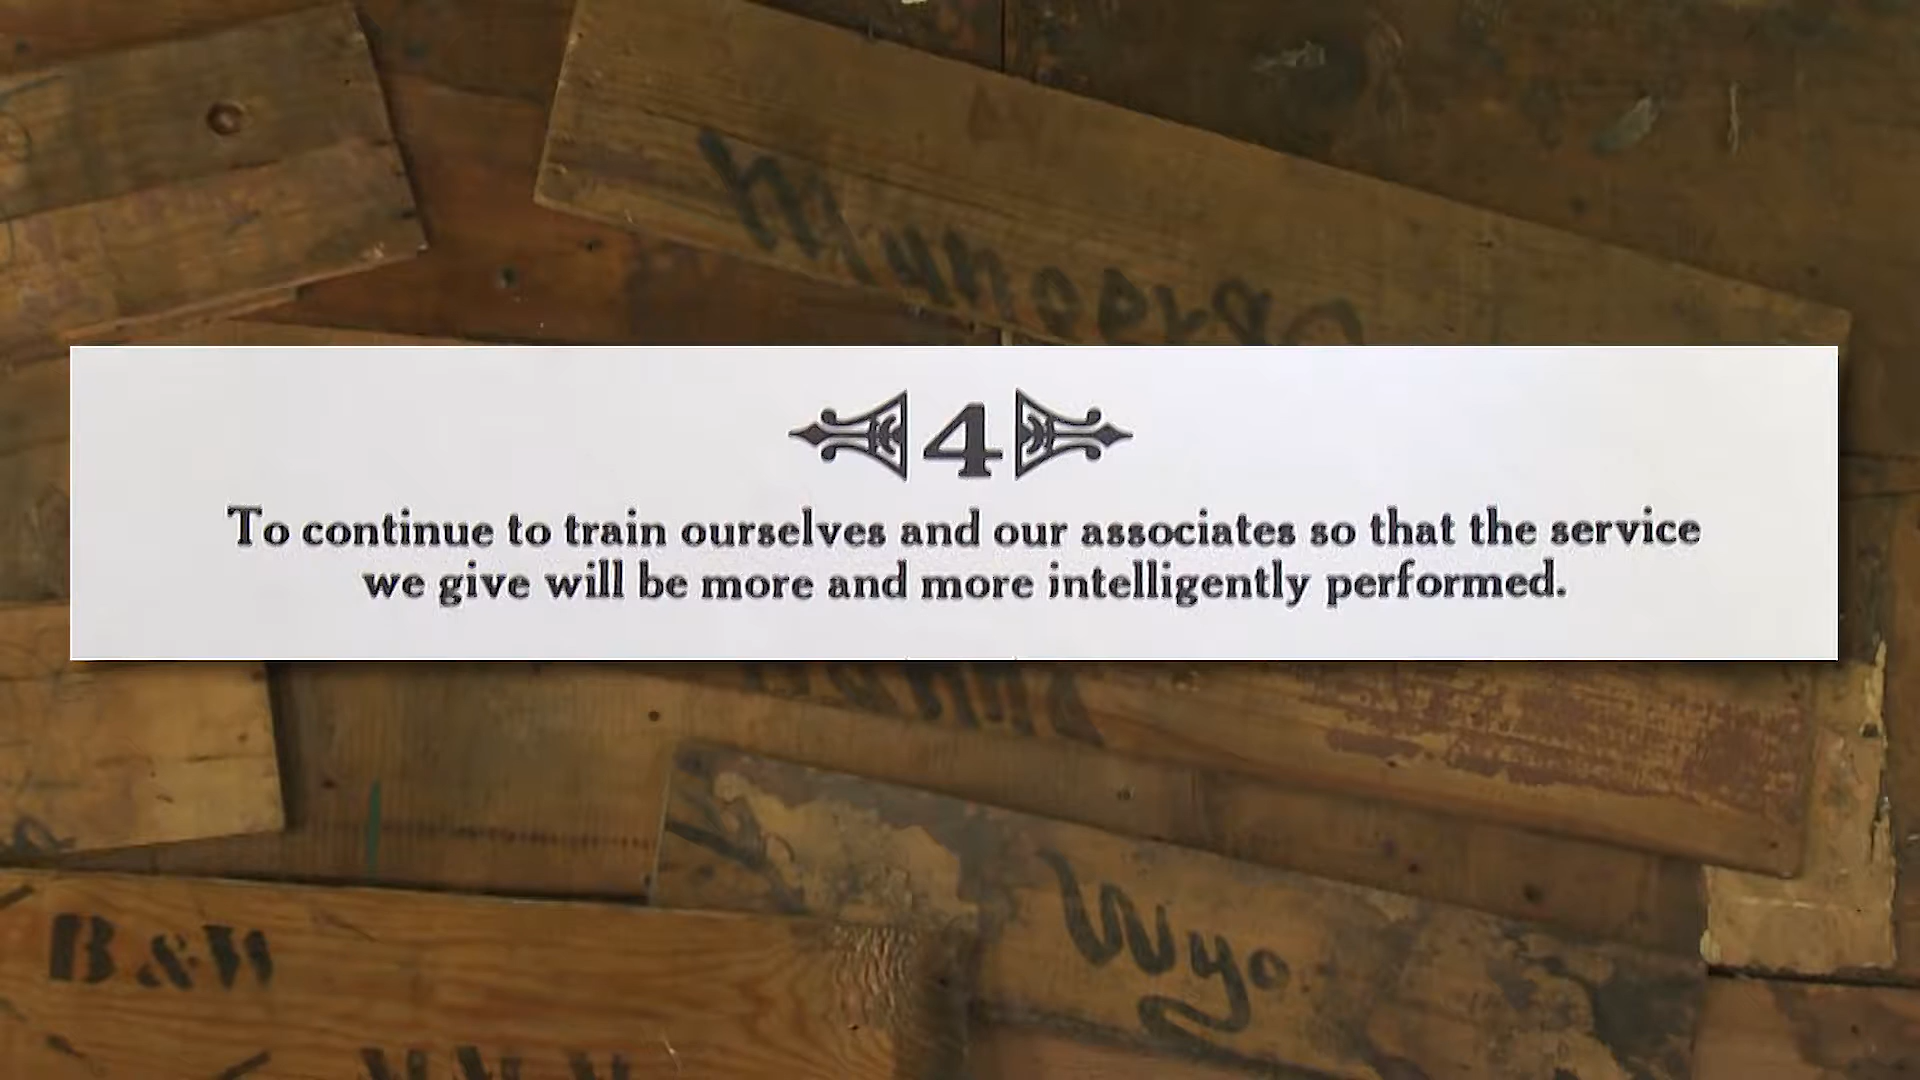 4
To continue to train ourselves and our associates so that the service
we give will be more and more intelligently performed.
B & W
Wyo